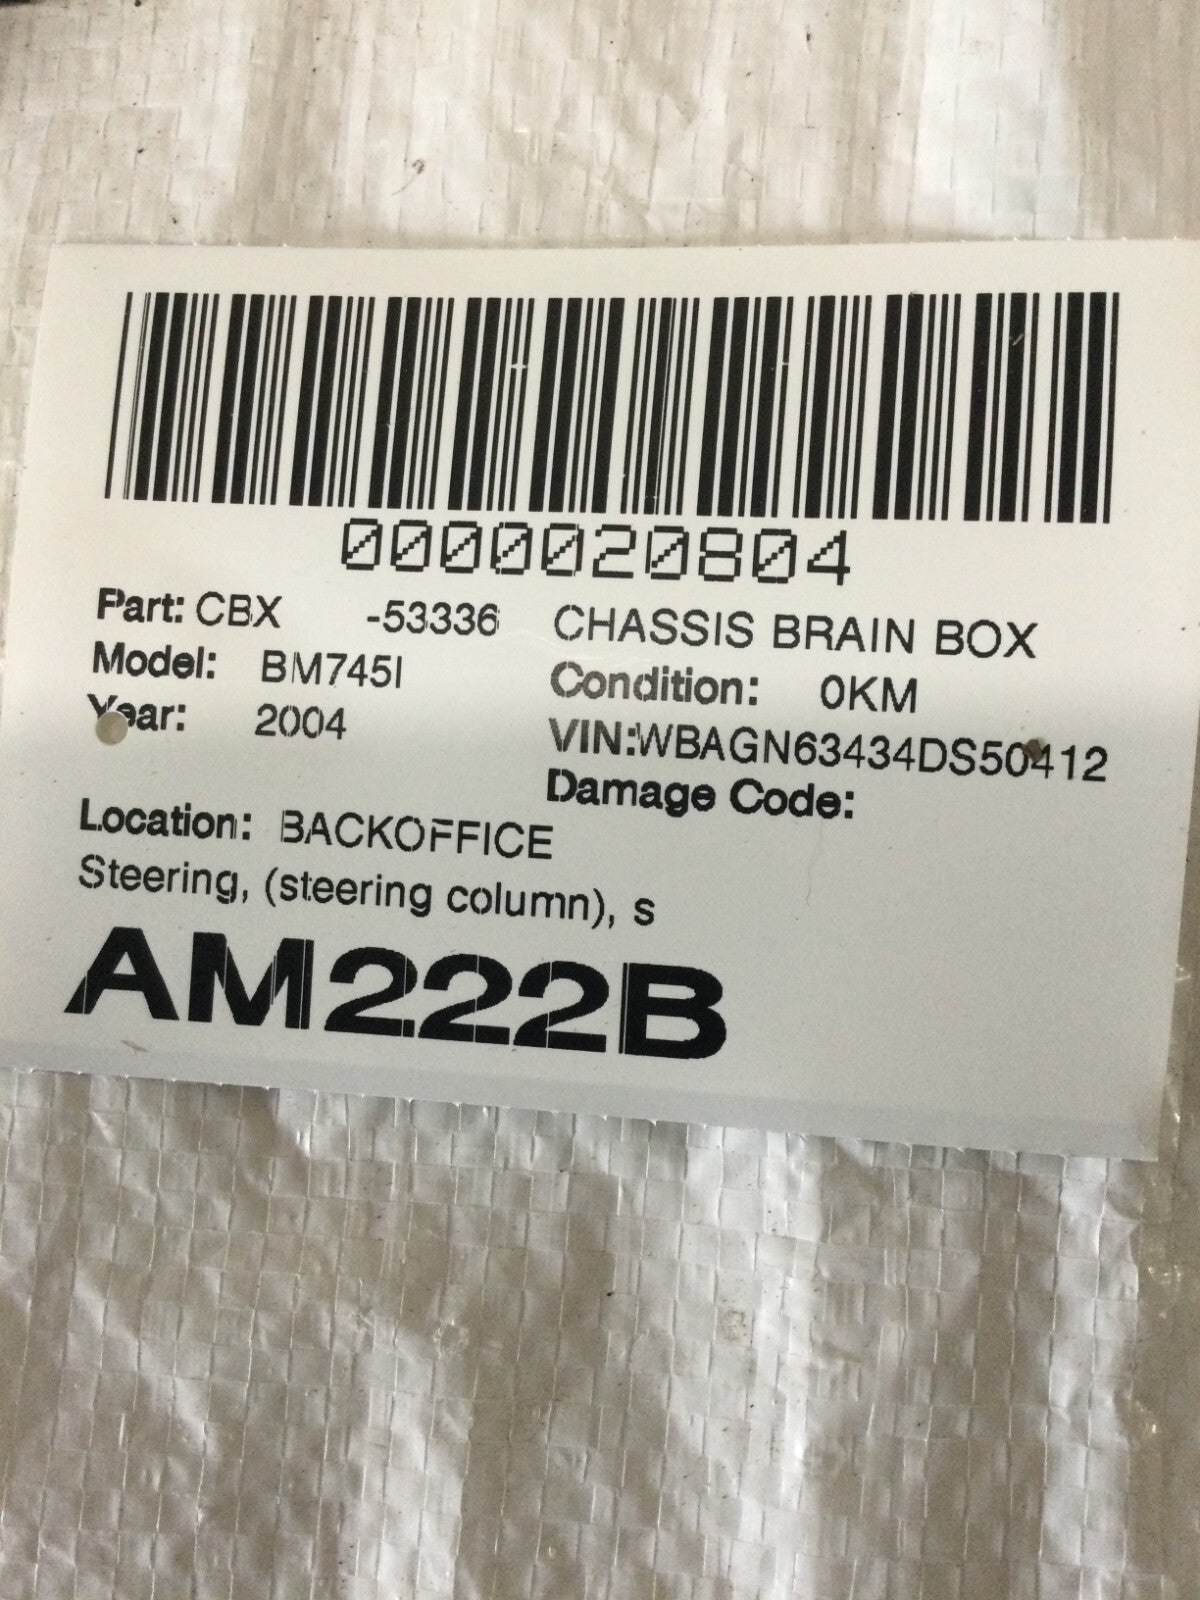 0000020804
Part: CBX -53336 CHASSIS BRAIN BOX
Model: BM745I Condition: 0KM
Year: 2004 VIN:WBAGN63434DS50412
Damage Code:
Location: BACKOFFICE
Steering, (steering column), s
AM222B